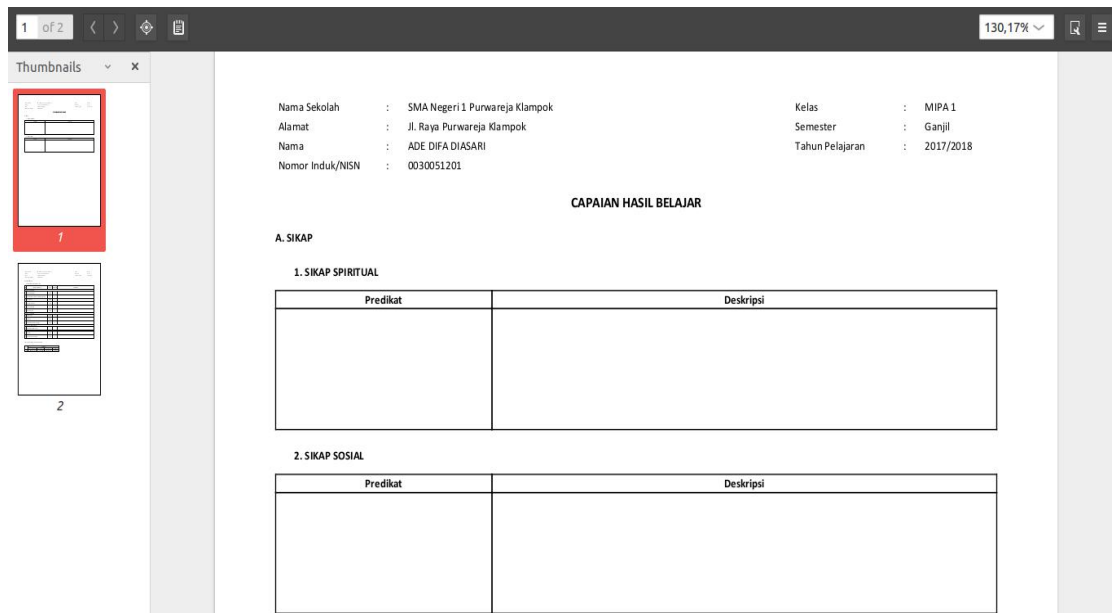 1 of 2
130,17%
Thumbnails
1
2
Nama Sekolah : SMA Negeri 1 Purwareja Klampok Kelas : MIPA 1
Alamat : Jl. Raya Purwareja Klampok Semester : Ganjil
Nama : ADE DIFA DIASARI Tahun Pelajaran : 2017/2018
Nomor Induk/NISN : 0030051201
CAPAIAN HASIL BELAJAR
A. SIKAP
1. SIKAP SPIRITUAL
Predikat Deskripsi
2. SIKAP SOSIAL
Predikat Deskripsi